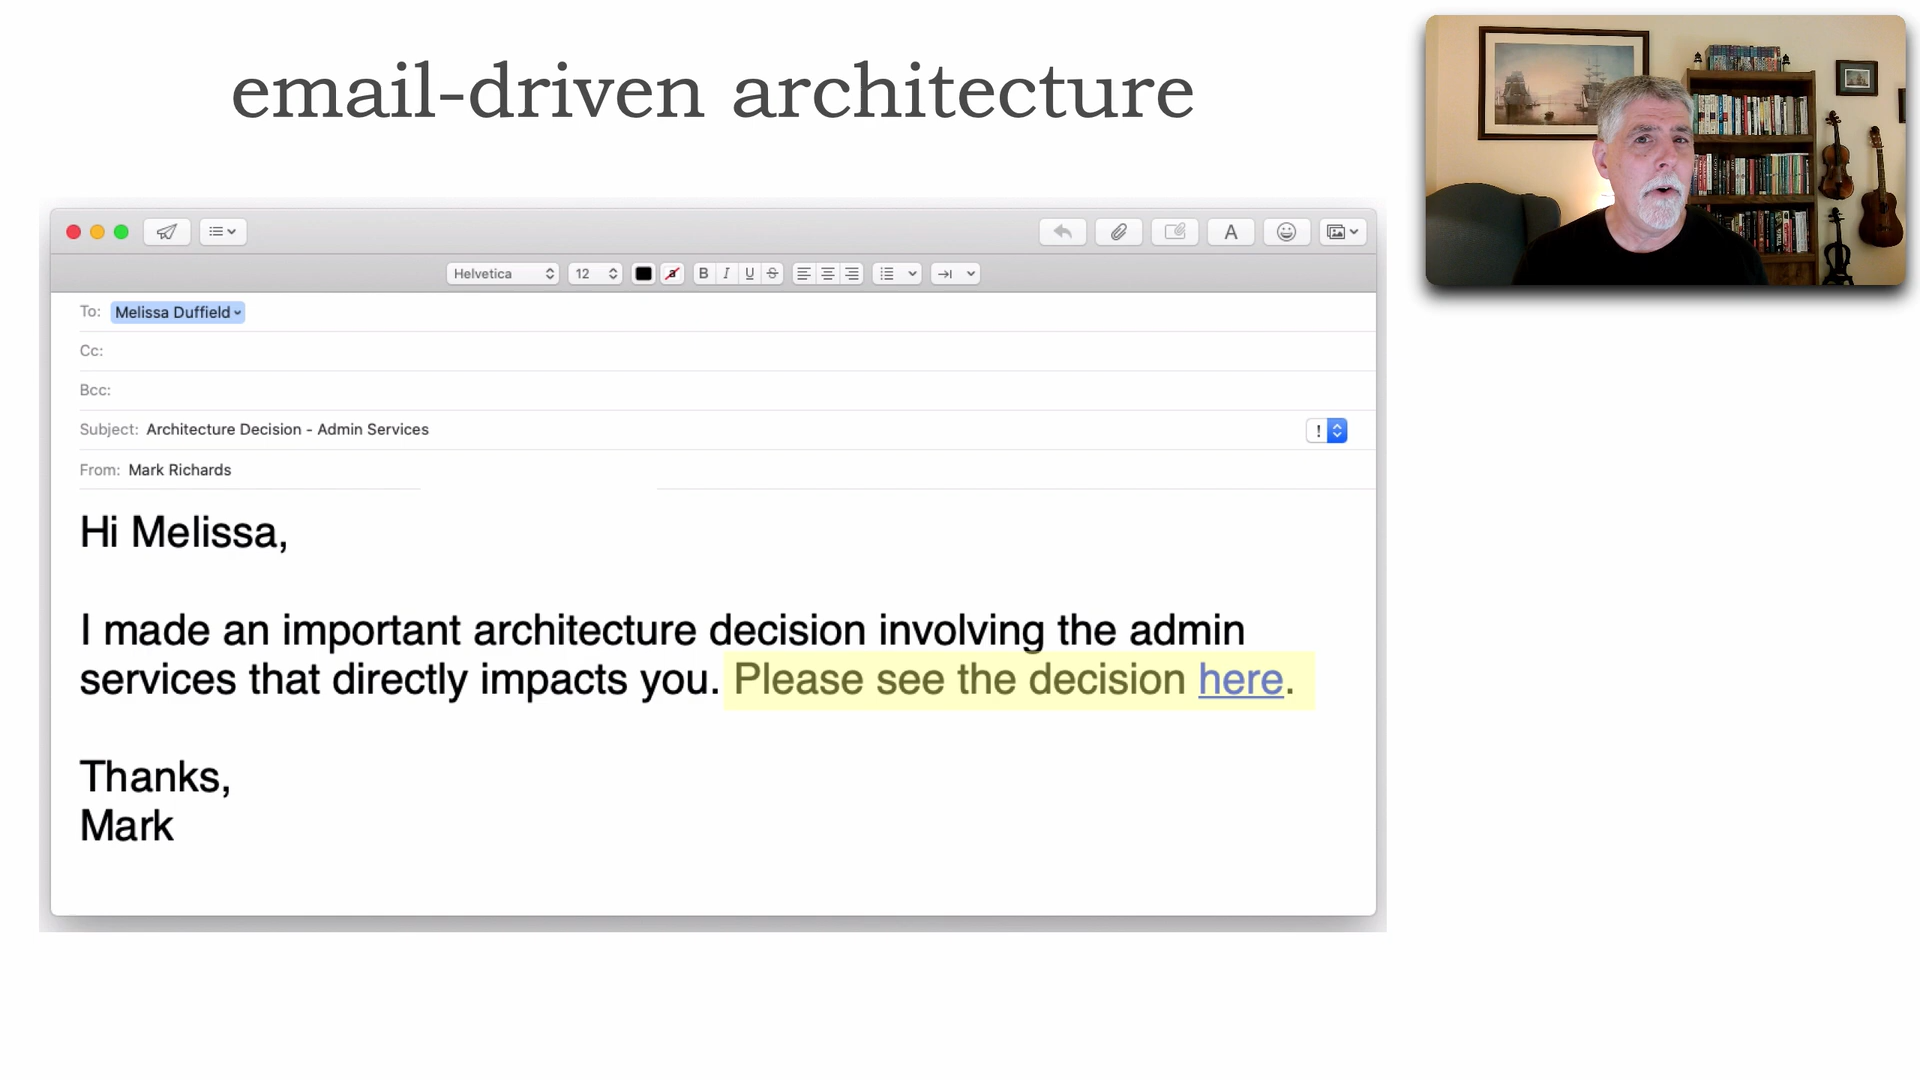 email-driven architecture
Helvetica 12 B I U S
To: Melissa Duffield
Cc:
Bcc:
Subject: Architecture Decision - Admin Services !
From: Mark Richards
Hi Melissa,
I made an important architecture decision involving the admin
services that directly impacts you. Please see the decision here.
Thanks,
Mark